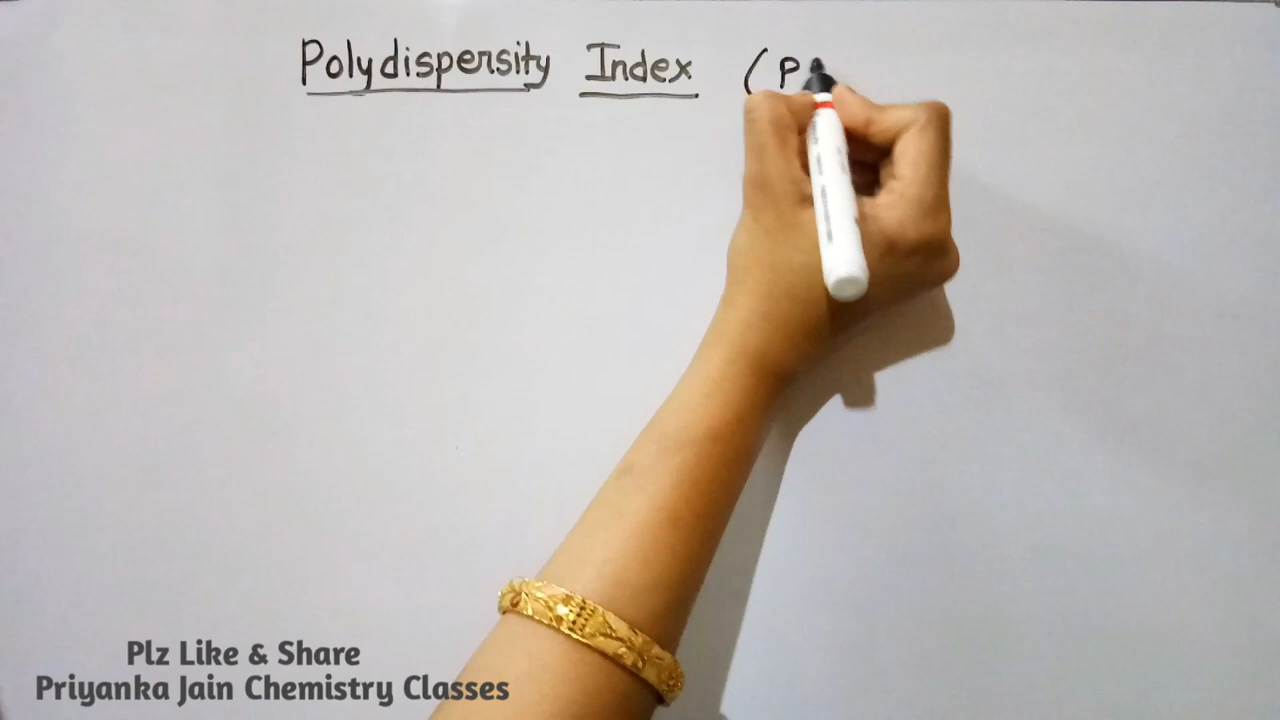 Polydispersity Index (P
Plz Like & Share
Priyanka Jain Chemistry Classes